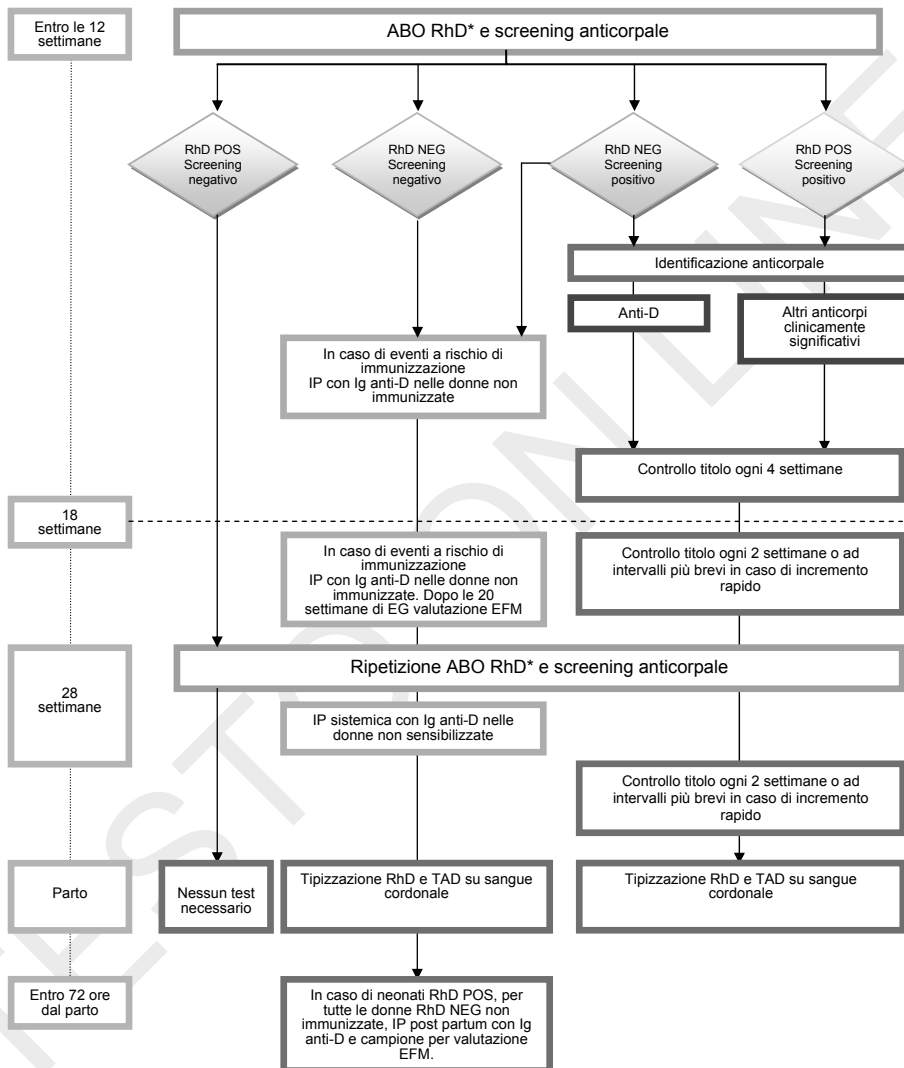 Entro le 12
settimane
ABO RhD* e screening anticorpale
RhD POS
Screening
negativo
RhD NEG
Screening
negativo
RhD NEG
Screening
positivo
RhD POS
Screening
positivo
Identificazione anticorpale
Anti-D
Altri anticorpi
clinicamente
significativi
In caso di eventi a rischio di
immunizzazione
IP con Ig anti-D nelle donne non
immunizzate
Controllo titolo ogni 4 settimane
18
settimane
In caso di eventi a rischio di
immunizzazione
IP con Ig anti-D nelle donne non
immunizzate. Dopo le 20
settimane di EG valutazione EFM
Controllo titolo ogni 2 settimane o ad
intervalli più brevi in caso di incremento
rapido
28
settimane
Ripetizione ABO RhD* e screening anticorpale
IP sistemica con Ig anti-D nelle
donne non sensibilizzate
Controllo titolo ogni 2 settimane o ad
intervalli più brevi in caso di incremento
rapido
Parto
Nessun test
necessario
Tipizzazione RhD e TAD su sangue
cordonale
Tipizzazione RhD e TAD su sangue
cordonale
Entro 72 ore
dal parto
In caso di neonati RhD POS, per
tutte le donne RhD NEG non
immunizzate, IP post partum con Ig
anti-D e campione per valutazione
EFM.
TESTO ON LINE